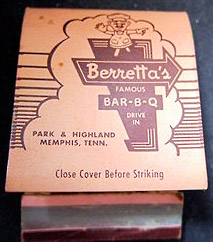 Berretta's
FAMOUS
BAR-B-Q
DRIVE
IN
PARK & HIGHLAND
MEMPHIS, TENN.
Close Cover Before Striking